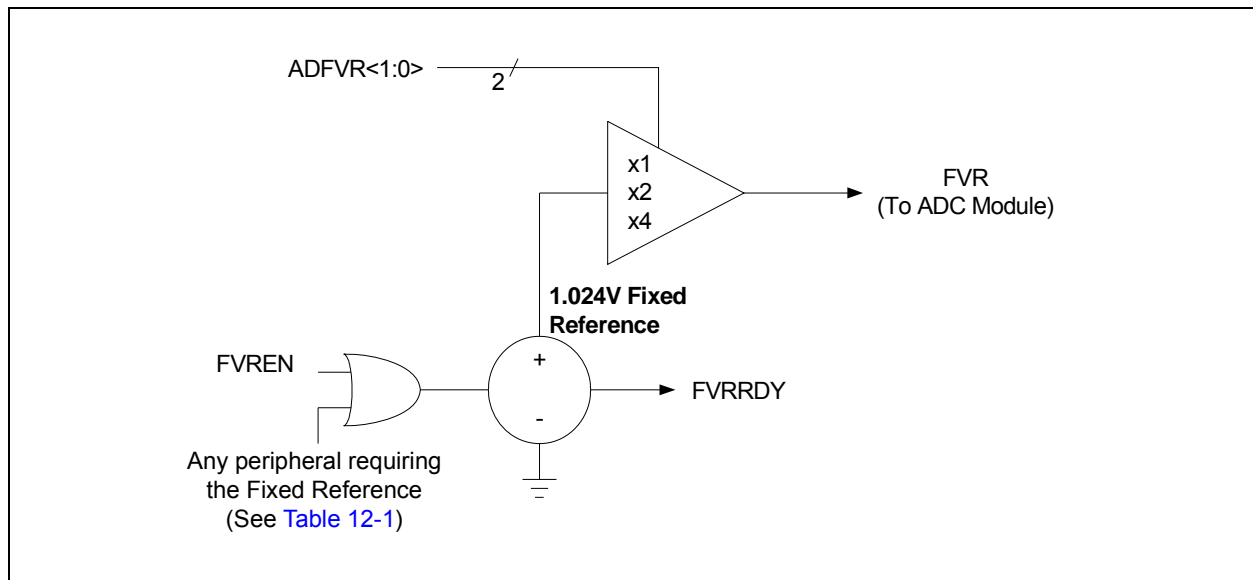 ADFVR<1:0>
2
x1
x2
x4
FVR
(To ADC Module)
1.024V Fixed
Reference
FVREN
+
-
FVRRDY
Any peripheral requiring
the Fixed Reference
(See Table 12-1)